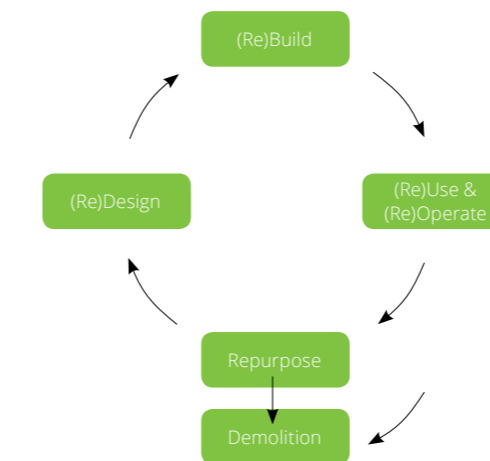 (Re)Build
(Re)Design
(Re)Use &
(Re)Operate
Repurpose
Demolition